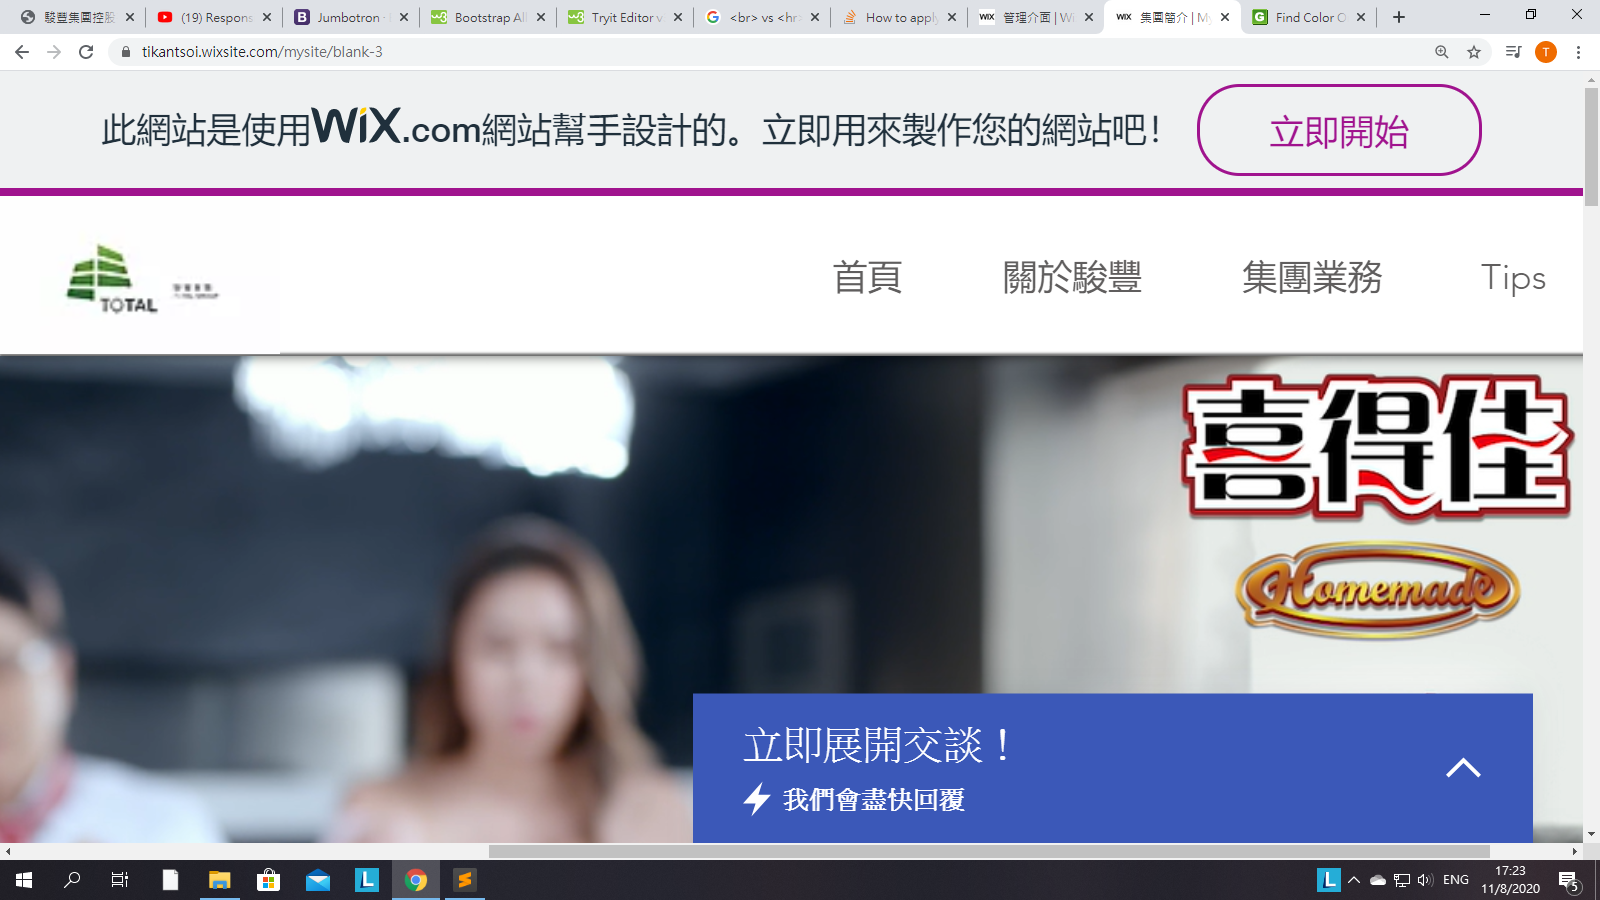 駿豐集團控股
(19) Respons
Jumbotron ·
Bootstrap All
Tryit Editor v
<br> vs <hr>
How to apply
管理介面 | Wi
集團簡介 | My
Find Color O
tikantsoi.wixsite.com/mysite/blank-3
T
此網站是使用WiX.com網站幫手設計的。立即用來製作您的網站吧！
立即開始
TOTAL
首頁
關於駿豐
集團業務
Tips
喜得佳
Homemade
立即展開交談！
我們會盡快回覆
ENG
17:23
11/8/2020
5